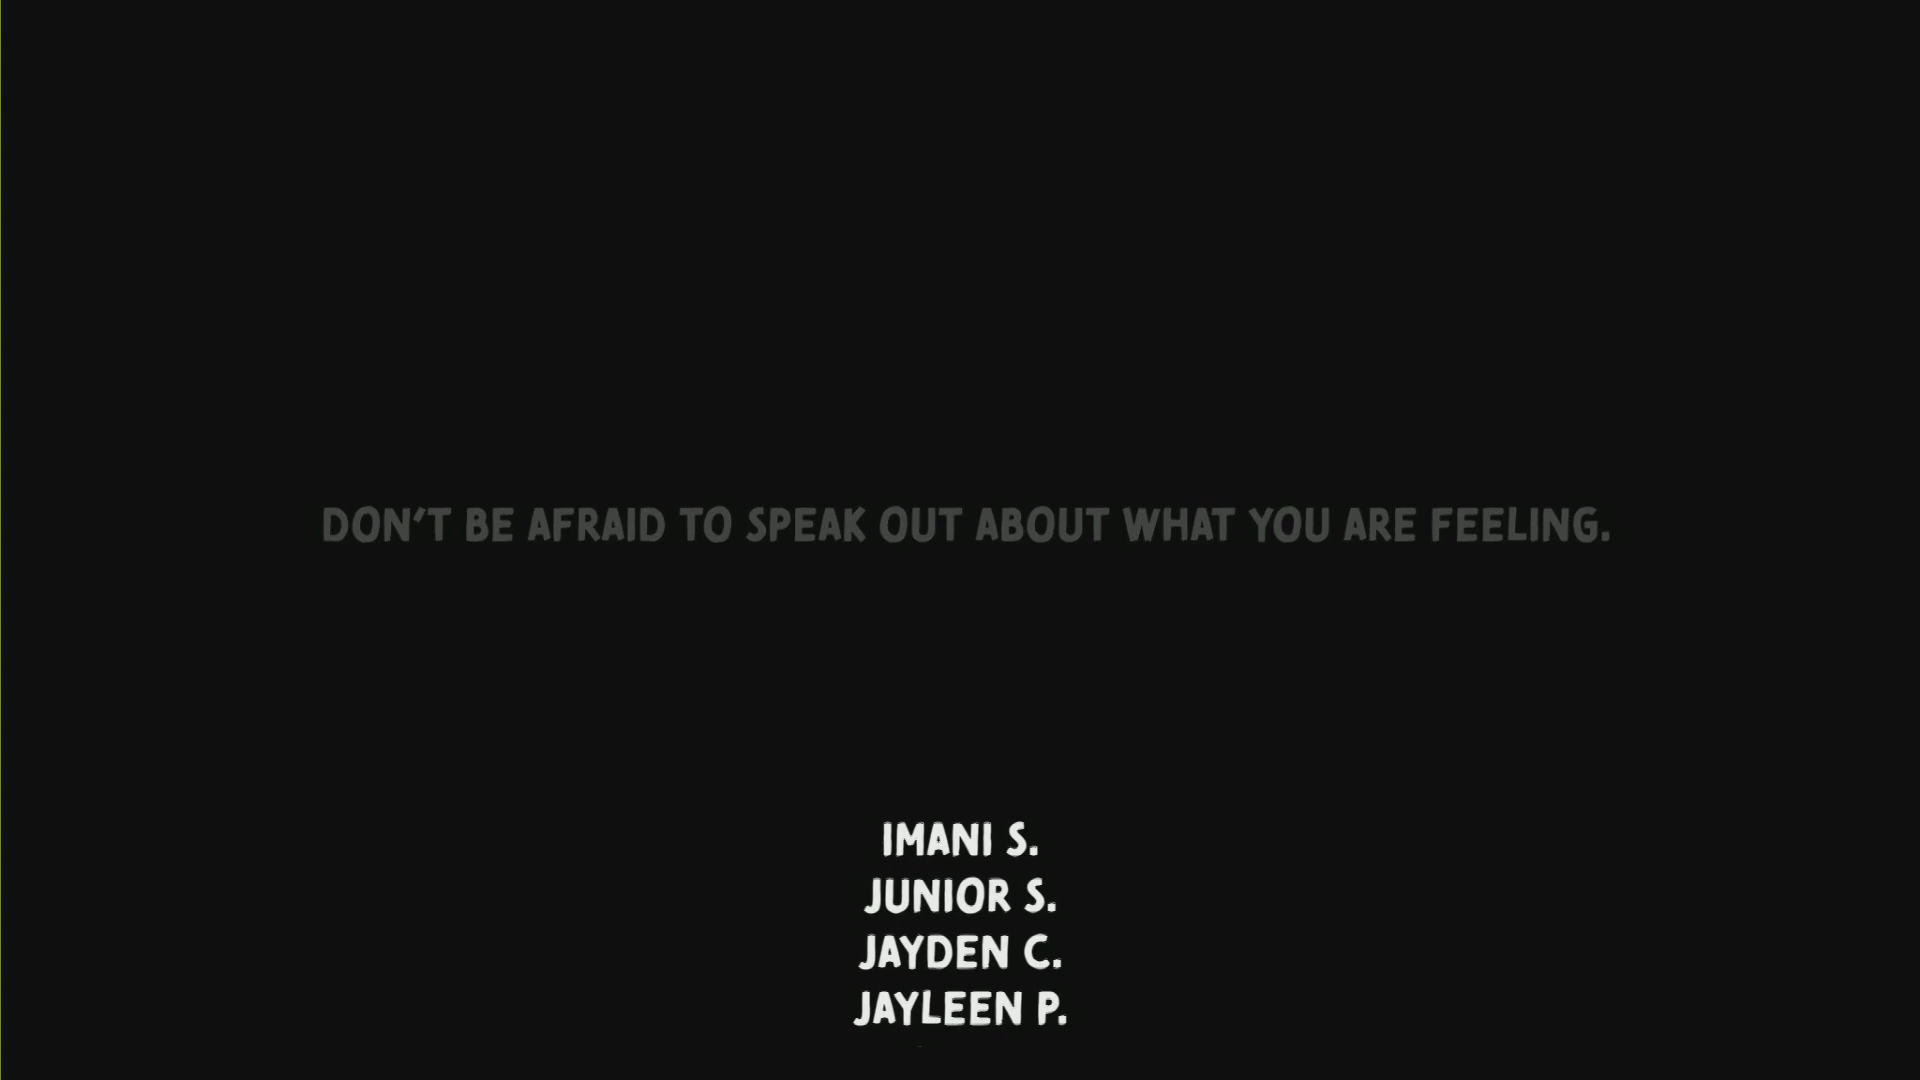 DON'T BE AFRAID TO SPEAK OUT ABOUT WHAT YOU ARE FEELING.
IMANI S.
JUNIOR S.
JAYDEN C.
JAYLEEN P.